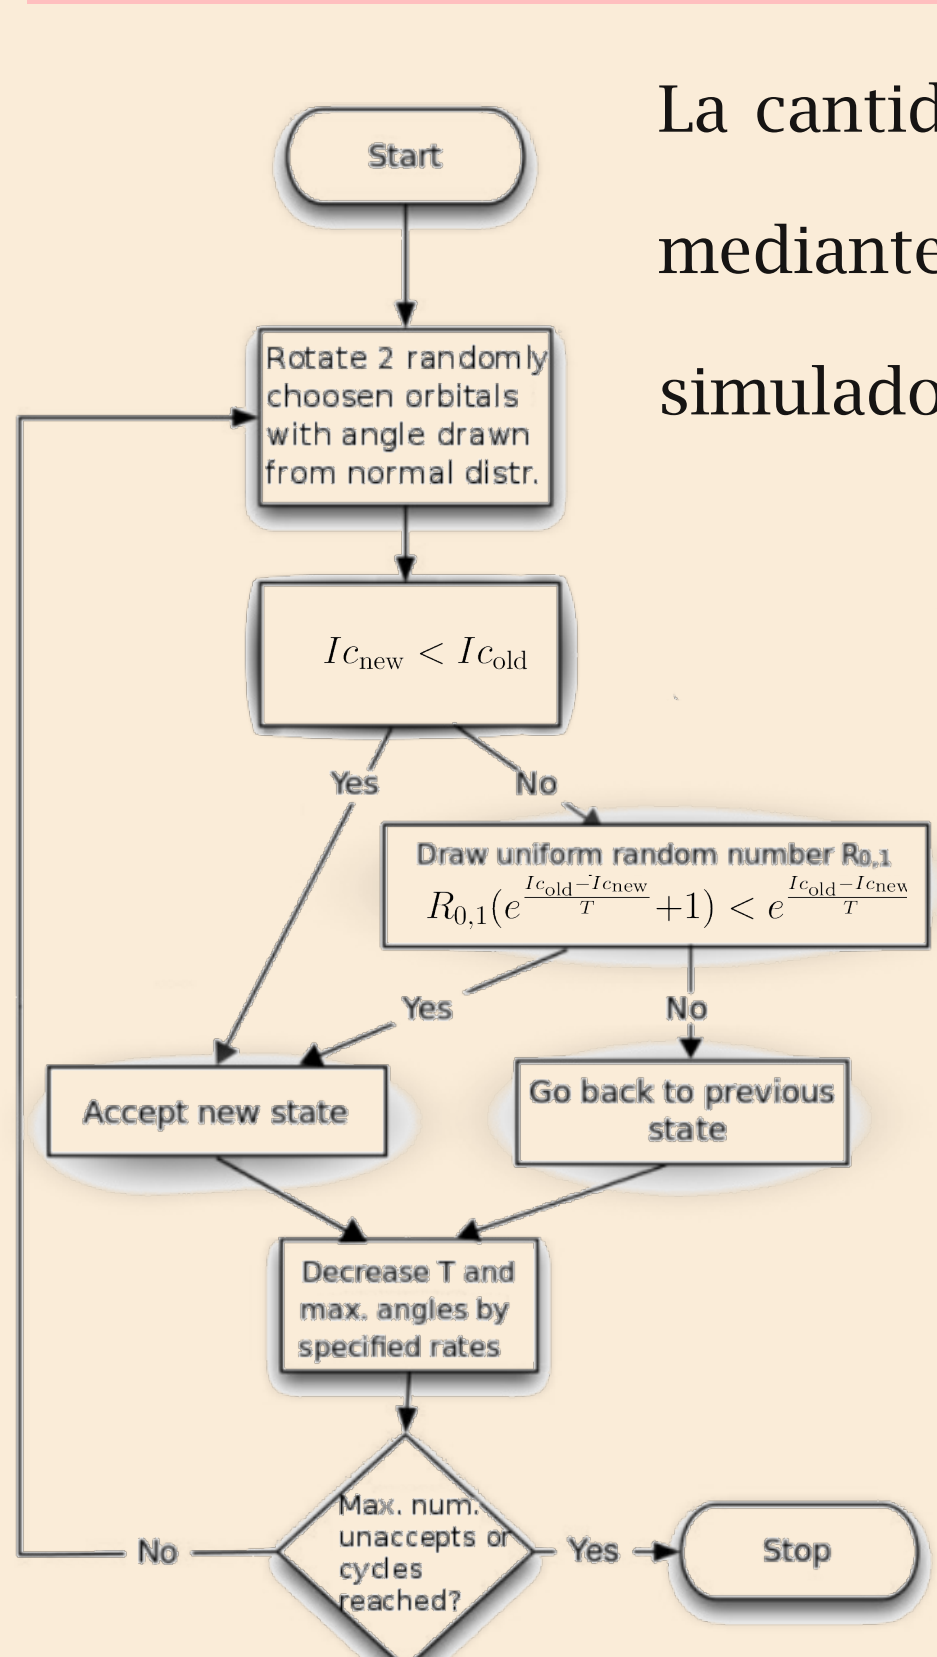 La cantid
mediante
simulado
Start
Rotate 2 randomly
choosen orbitals
with angle drawn
from normal distr.
Ic_new < Ic_old
Yes
No
Draw uniform random number R0,1
R_{0,1}(e^{\frac{Ic_old-Ic_new}{T}}+1) < e^{\frac{Ic_old-Ic_new}{T}}
Yes
No
Accept new state
Go back to previous
state
Decrease T and
max. angles by
specified rates
Max. num.
unaccepts or
cycles
reached?
No
Yes
Stop